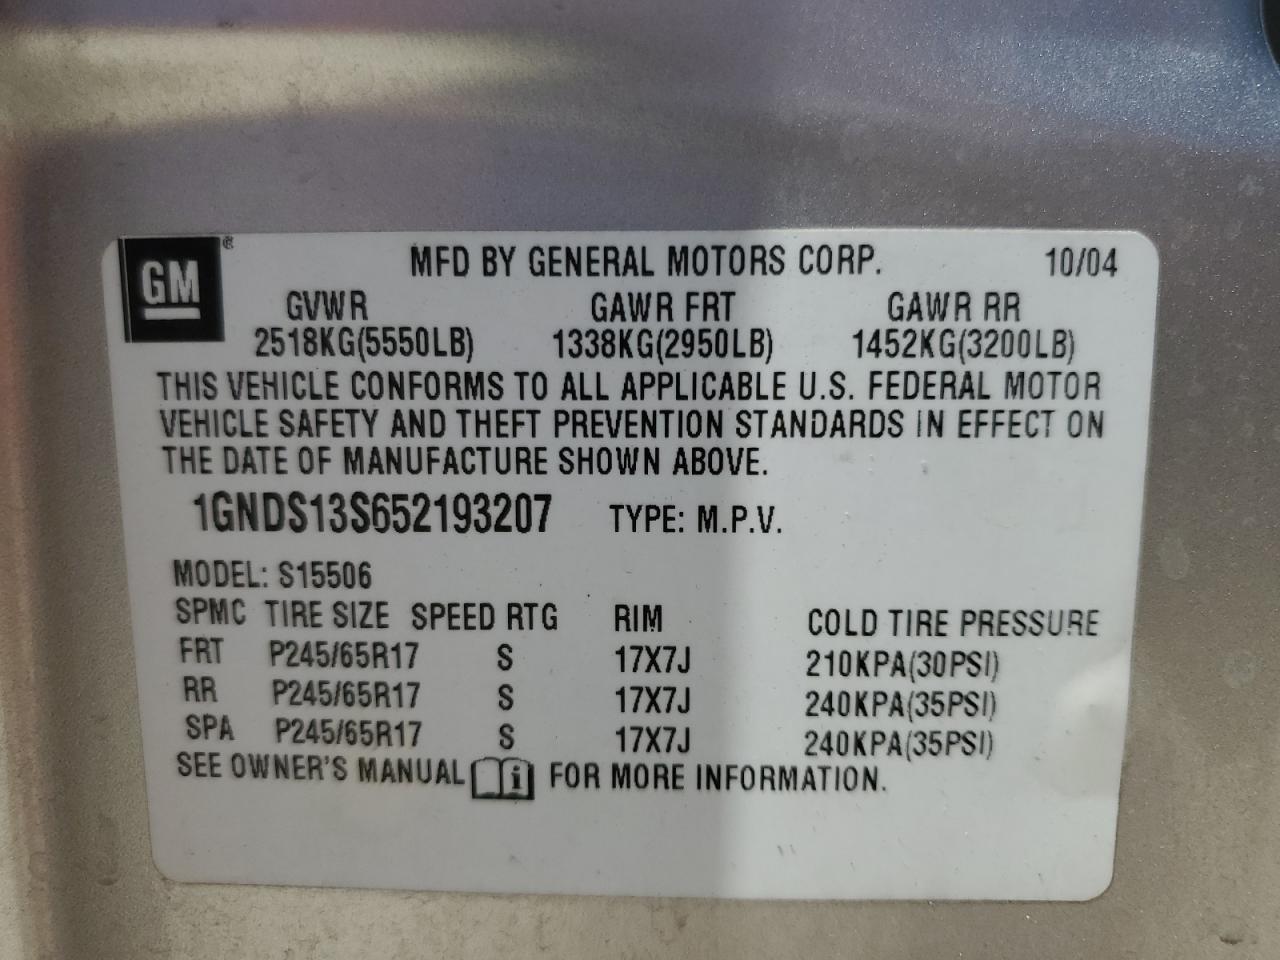 GM ® MFD BY GENERAL MOTORS CORP. 10/04
GVWR GAWR FRT GAWR RR
2518KG(5550LB) 1338KG(2950LB) 1452KG(3200LB)
THIS VEHICLE CONFORMS TO ALL APPLICABLE U.S. FEDERAL MOTOR
VEHICLE SAFETY AND THEFT PREVENTION STANDARDS IN EFFECT ON
THE DATE OF MANUFACTURE SHOWN ABOVE.
1GNDS13S652193207 TYPE: M.P.V.
MODEL: S15506
SPMC TIRE SIZE SPEED RTG RIM COLD TIRE PRESSURE
FRT P245/65R17 S 17X7J 210KPA(30PSI)
RR P245/65R17 S 17X7J 240KPA(35PSI)
SPA P245/65R17 S 17X7J 240KPA(35PSI)
SEE OWNER'S MANUAL i FOR MORE INFORMATION.